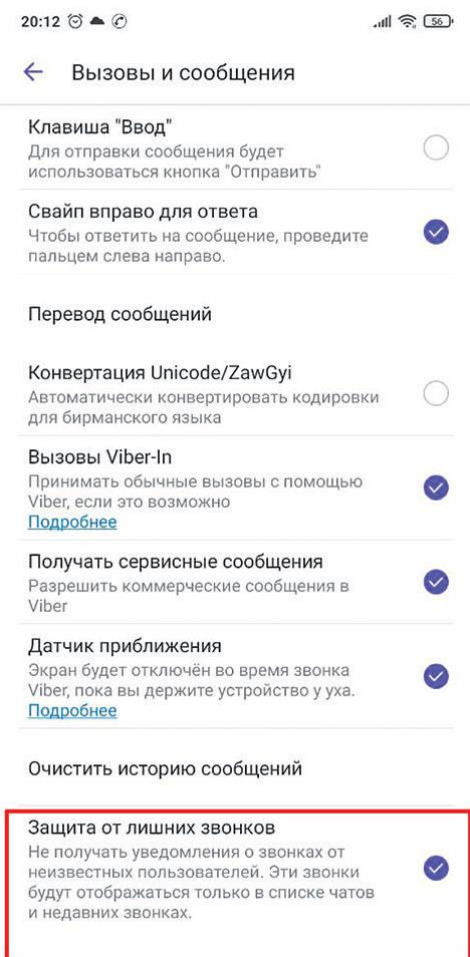 20:12
56
Вызовы и сообщения
Клавиша "Ввод"
Для отправки сообщения будет
использоваться кнопка "Отправить"
Свайп вправо для ответа
Чтобы ответить на сообщение, проведите
пальцем слева направо.
Перевод сообщений
Конвертация Unicode/ZawGyi
Автоматически конвертировать кодировки
для бирманского языка
Вызовы Viber-In
Принимать обычные вызовы с помощью
Viber, если это возможно
Подробнее
Получать сервисные сообщения
Разрешить коммерческие сообщения в
Viber
Датчик приближения
Экран будет отключён во время звонка
Viber, пока вы держите устройство у уха.
Подробнее
Очистить историю сообщений
Защита от лишних звонков
Не получать уведомления о звонках от
неизвестных пользователей. Эти звонки
будут отображаться только в списке чатов
и недавних звонках.